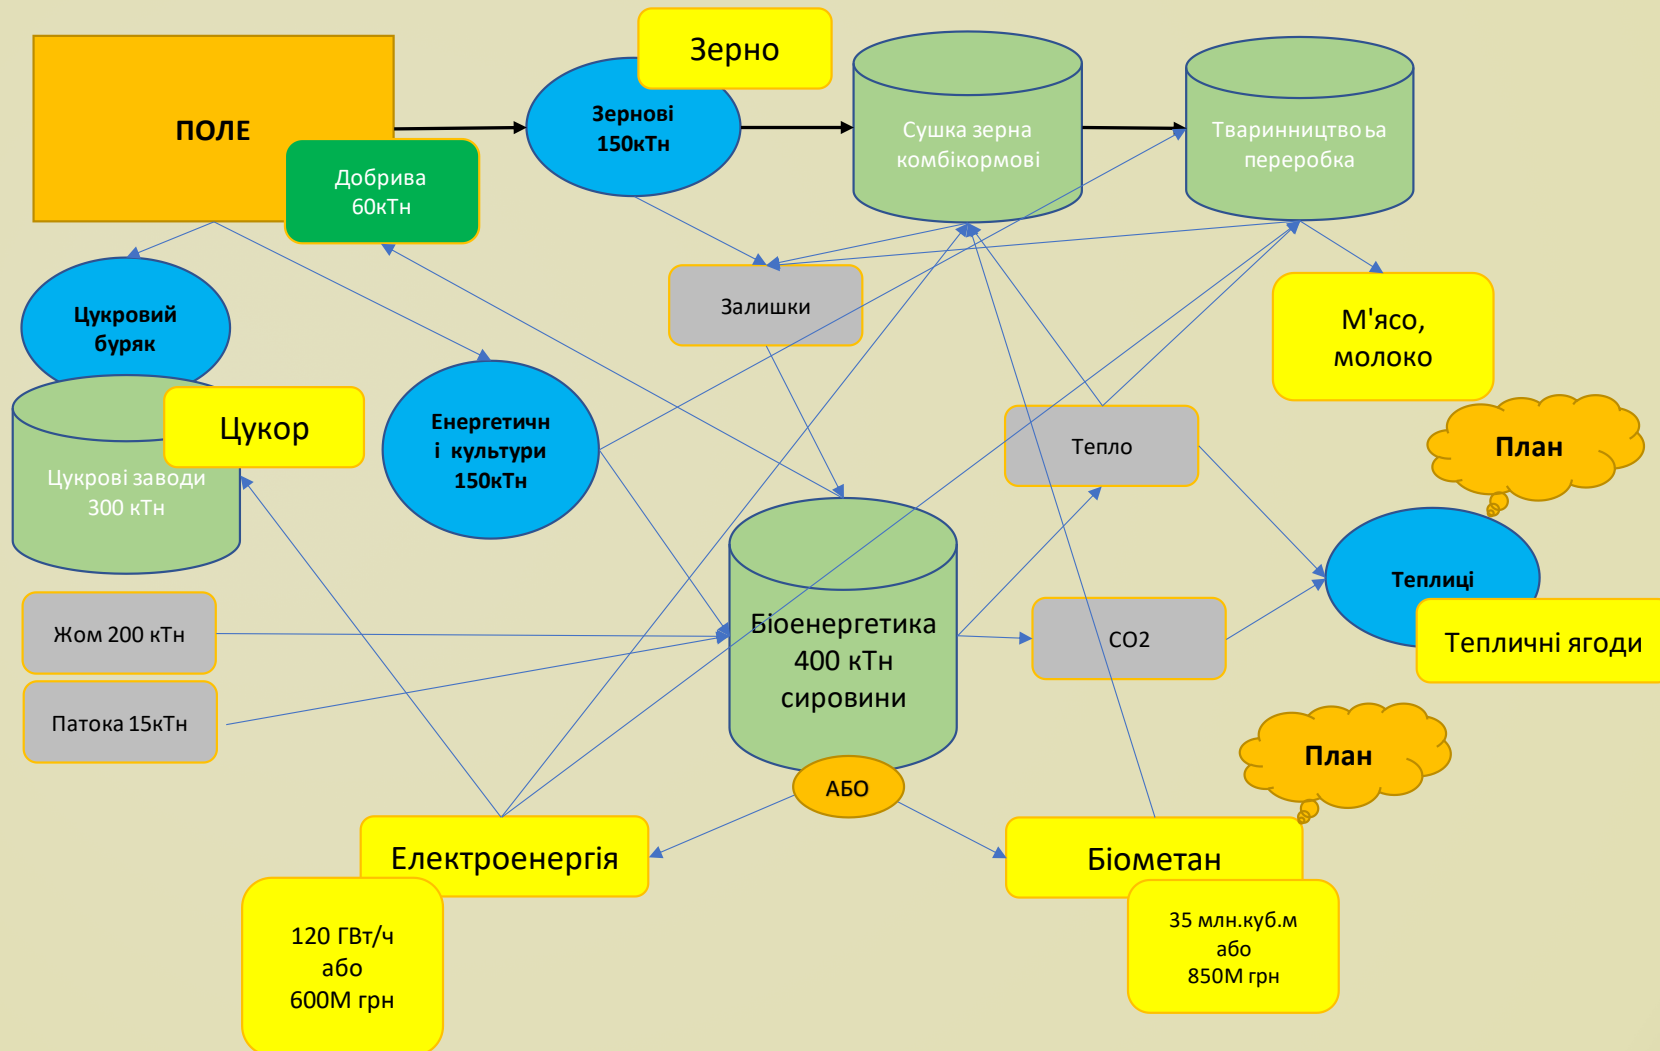 Зерно
ПОЛЕ
Зернові
150кТн
Сушка зерна
комбікормові
Тваринництво ьа
переробка
Добрива
60кТн
Залишки
Цукровий
буряк
М'ясо,
молоко
Цукор
Енергетичн
і культури
150кТн
Тепло
План
Цукрові заводи
300 кТн
Теплиці
Тепличні ягоди
Жом 200 кТн
Біоенергетика
400 кТн
сировини
СО2
Патока 15кТн
АБО
План
Електроенергія
Біометан
120 ГВт/ч
або
600М грн
35 млн.куб.м
або
850М грн